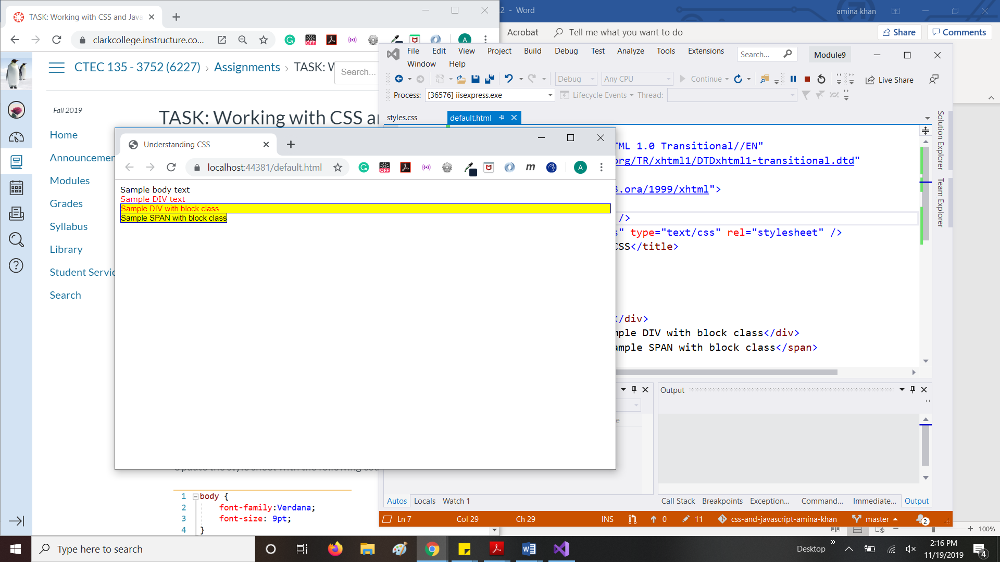 TASK: Working with CSS and Java
2 - Word
amina khan
clarkcollege.instructure.co...
A
Acrobat
Tell me what you want to do
Share
Comments
CTEC 135 - 3752 (6227) › Assignments › TASK: W
Search...
Fall 2019
TASK: Working with CSS a
Home
Announcemen
Modules
Grades
Syllabus
Library
Student Servic
Search
File Edit View Project Build Debug Test Analyze Tools Extensions
Window Help
Search...
Module9
Debug
Any CPU
Continue
Live Share
Process: [36576] iisexpress.exe
Lifecycle Events
Thread:
styles.css
default.html
Solution Explorer
Team Explorer
TML 1.0 Transitional//EN"
org/TR/xhtml1/DTDxhtml1-transitional.dtd"
3.ora/1999/xhtml">
/>
s" type="text/css" rel="stylesheet" />
CSS</title>
</div>
mple DIV with block class</div>
ample SPAN with block class</span>
Understanding CSS
localhost:44381/default.html
OFF
m
A
Sample body text
Sample DIV text
Sample DIV with block class
Sample SPAN with block class
Output
Autos Locals Watch 1
Call Stack Breakpoints Exception... Command... Immediate... Output
1 body {
2 font-family:Verdana;
3 font-size: 9pt;
4 }
Ln 7 Col 29 Ch 29 INS 0 11 css-and-javascript-amina-khan master 2
100%
Type here to search
Desktop
2:16 PM
11/19/2019
4